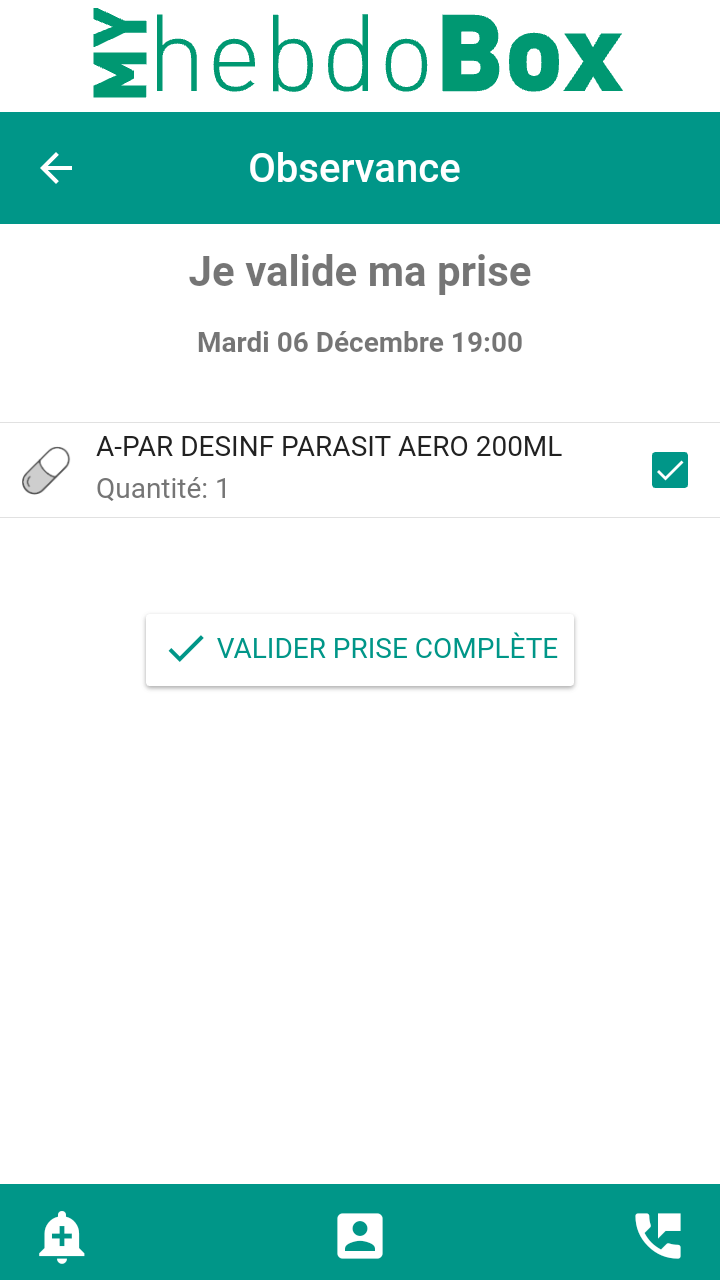 MY hebdoBox
Observance
Je valide ma prise
Mardi 06 Décembre 19:00
A-PAR DESINF PARASIT AERO 200ML
Quantité: 1
VALIDER PRISE COMPLÈTE